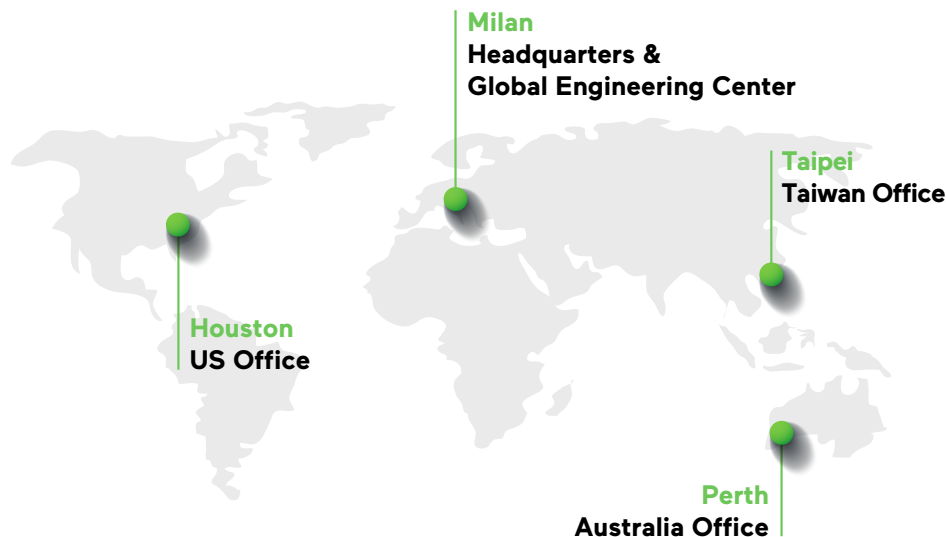 Milan
Headquarters &
Global Engineering Center
Taipei
Taiwan Office
Houston
US Office
Perth
Australia Office